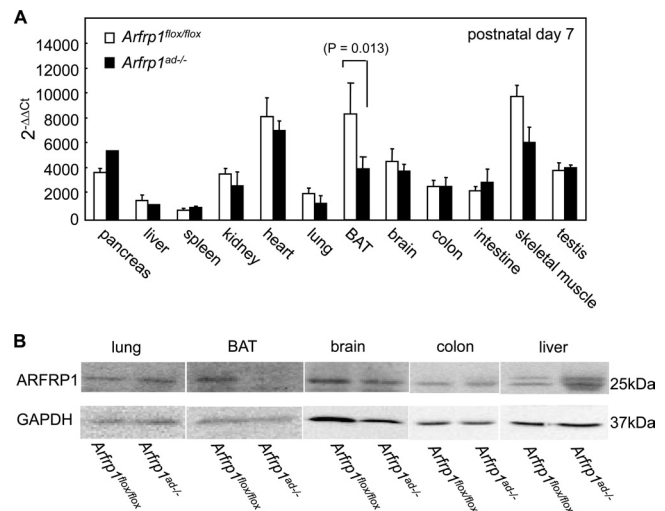 A
Arfrp1flox/flox
Arfrp1ad-/-
postnatal day 7
(P = 0.013)
2-ΔΔCt
14000
12000
10000
8000
6000
4000
2000
0
pancreas
liver
spleen
kidney
heart
lung
BAT
brain
colon
intestine
skeletal muscle
testis
B
lung BAT brain colon liver
ARFRP1 25kDa
GAPDH 37kDa
Arfrp1flox/flox
Arfrp1ad-/-
Arfrp1flox/flox
Arfrp1ad-/-
Arfrp1flox/flox
Arfrp1ad-/-
Arfrp1flox/flox
Arfrp1ad-/-
Arfrp1flox/flox
Arfrp1ad-/-